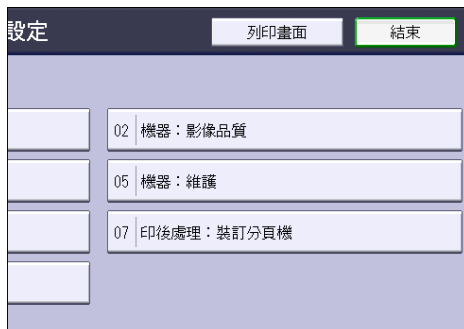 設定
列印畫面
結束
02 機器：影像品質
05 機器：維護
07 印後處理：裝訂分頁機